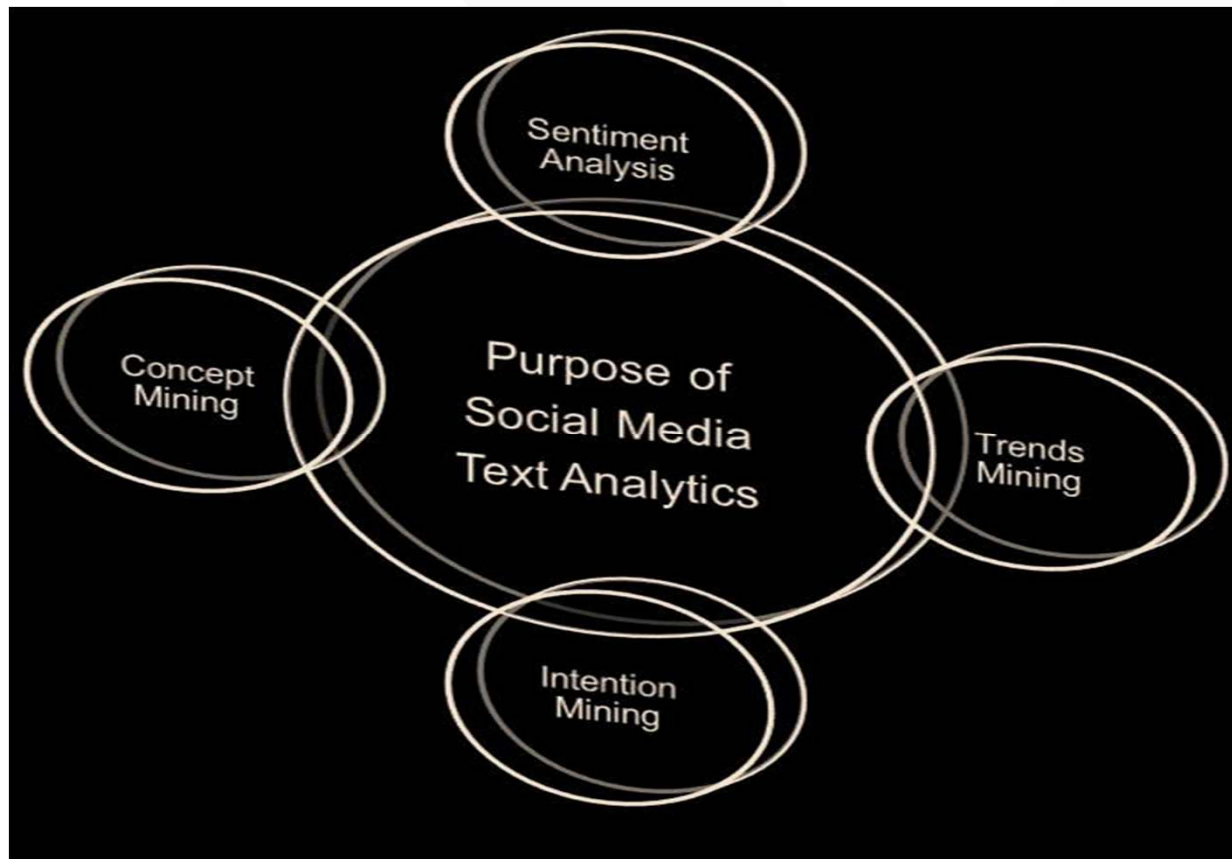 Sentiment
Analysis
Concept
Mining
Purpose of
Social Media
Text Analytics
Trends
Mining
Intention
Mining